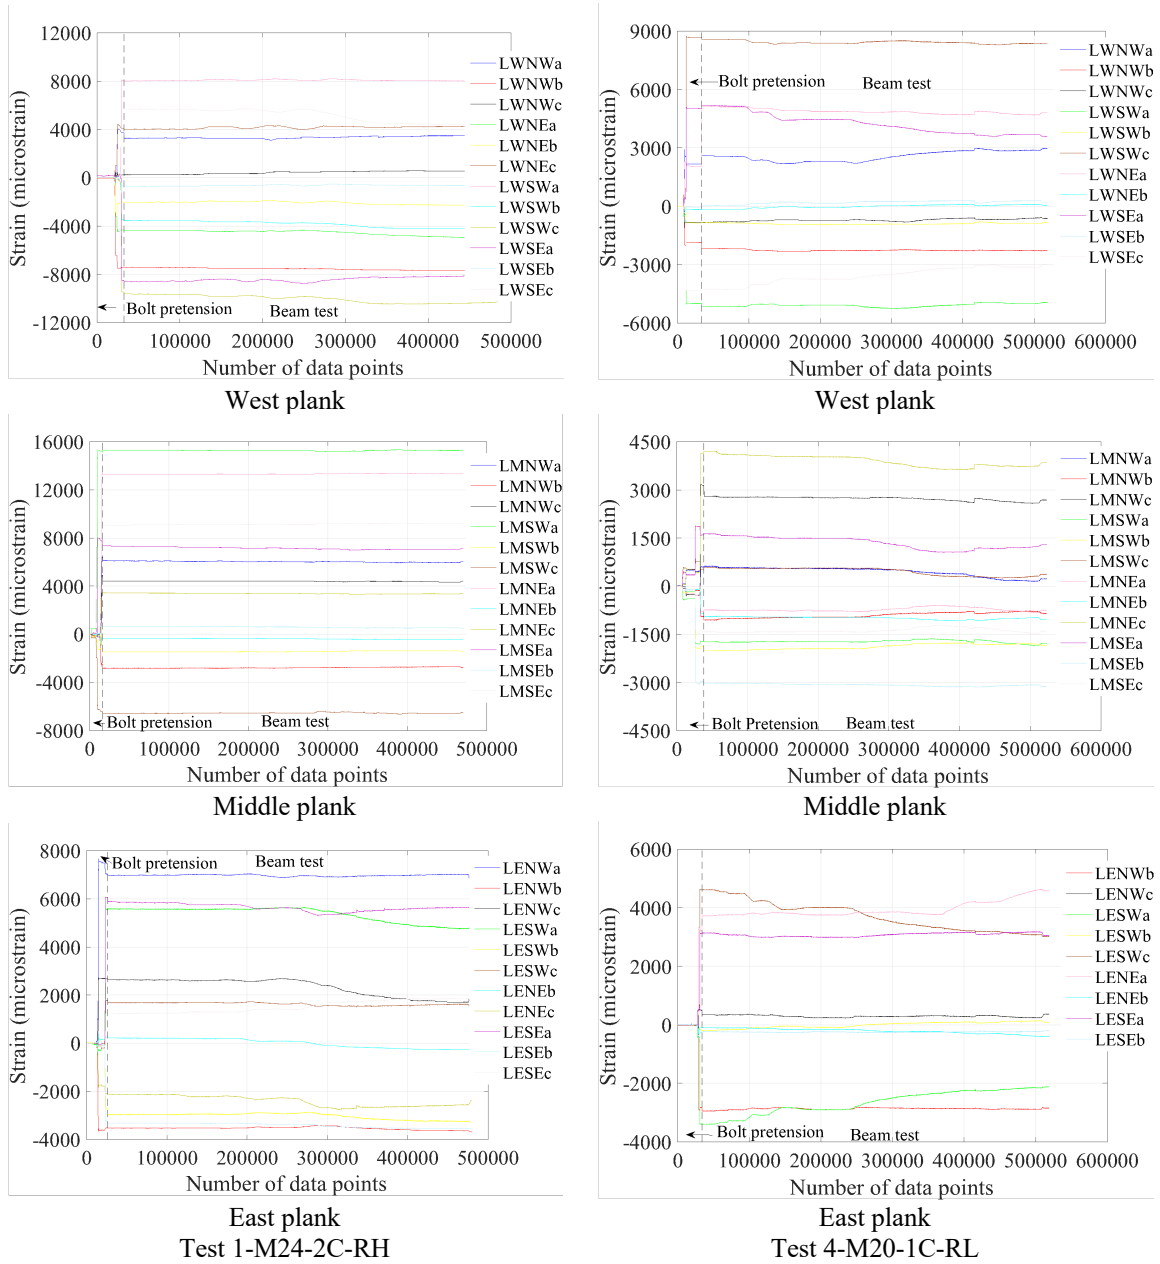 12000
8000
4000
0
-4000
-8000
-12000
Strain (microstrain)
0 100000 200000 300000 400000 500000
Number of data points
Bolt pretension
Beam test
LWNWa
LWNWb
LWNWc
LWNEa
LWNEb
LWNEc
LWSWa
LWSWb
LWSWc
LWSEa
LWSEb
LWSEc
West plank
9000
6000
3000
0
-3000
-6000
Strain (microstrain)
0 100000 200000 300000 400000 500000 600000
Number of data points
Bolt pretension
Beam test
LWNWa
LWNWb
LWNWc
LWSWa
LWSWb
LWSWc
LWNEa
LWNEb
LWSEa
LWSEb
LWSEc
West plank
16000
12000
8000
4000
0
-4000
-8000
Strain (microstrain)
0 100000 200000 300000 400000 500000
Number of data points
Bolt pretension
Beam test
LMNWa
LMNWb
LMNWc
LMSWa
LMSWb
LMSWc
LMNEa
LMNEb
LMNEc
LMSEa
LMSEb
LMSEc
Middle plank
4500
3000
1500
0
-1500
-3000
-4500
Strain (microstrain)
0 100000 200000 300000 400000 500000 600000
Number of data points
Bolt Pretension
Beam test
LMNWa
LMNWb
LMNWc
LMSWa
LMSWb
LMSWc
LMNEa
LMNEb
LMNEc
LMSEa
LMSEb
LMSEc
Middle plank
8000
6000
4000
2000
0
-2000
-4000
Strain (microstrain)
0 100000 200000 300000 400000 500000
Number of data points
Bolt pretension
Beam test
LENWa
LENWb
LENWc
LESWa
LESWb
LESWc
LENEb
LENEc
LESEa
LESEb
LESEc
East plank
Test 1-M24-2C-RH
6000
4000
2000
0
-2000
-4000
Strain (microstrain)
0 100000 200000 300000 400000 500000 600000
Number of data points
Bolt pretension
Beam test
LENWb
LENWc
LESWa
LESWb
LESWc
LENEa
LENEb
LESEa
LESEb
East plank
Test 4-M20-1C-RL